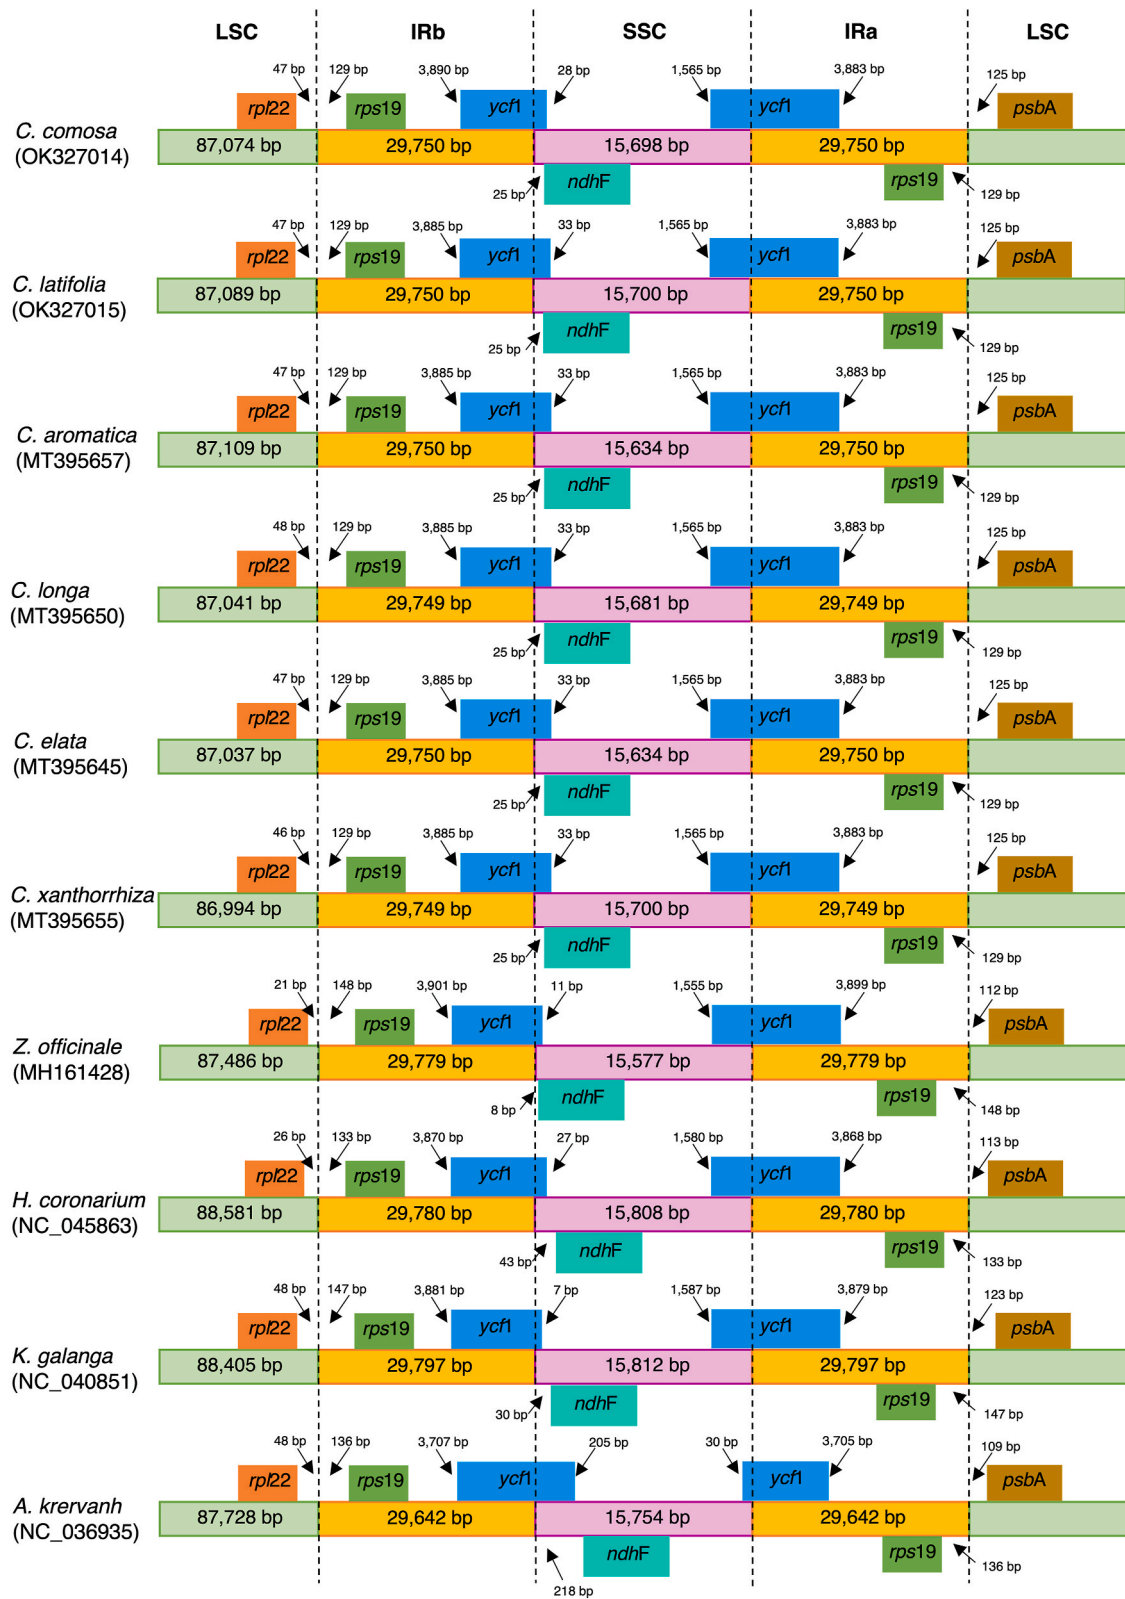 LSC IRb SSC IRa LSC
47 bp 129 bp 3,890 bp 28 bp 1,565 bp 3,883 bp 125 bp
rpl22 rps19 ycf1 ycf1 psbA
C. comosa
(OK327014)
87,074 bp 29,750 bp 15,698 bp 29,750 bp
25 bp ndhF rps19 129 bp
47 bp 129 bp 3,885 bp 33 bp 1,565 bp 3,883 bp 125 bp
rpl22 rps19 ycf1 ycf1 psbA
C. latifolia
(OK327015)
87,089 bp 29,750 bp 15,700 bp 29,750 bp
25 bp ndhF rps19 129 bp
47 bp 129 bp 3,885 bp 33 bp 1,565 bp 3,883 bp 125 bp
rpl22 rps19 ycf1 ycf1 psbA
C. aromatica
(MT395657)
87,109 bp 29,750 bp 15,634 bp 29,750 bp
25 bp ndhF rps19 129 bp
48 bp 129 bp 3,885 bp 33 bp 1,565 bp 3,883 bp 125 bp
rpl22 rps19 ycf1 ycf1 psbA
C. longa
(MT395650)
87,041 bp 29,749 bp 15,681 bp 29,749 bp
25 bp ndhF rps19 129 bp
47 bp 129 bp 3,885 bp 33 bp 1,565 bp 3,883 bp 125 bp
rpl22 rps19 ycf1 ycf1 psbA
C. elata
(MT395645)
87,037 bp 29,750 bp 15,634 bp 29,750 bp
25 bp ndhF rps19 129 bp
46 bp 129 bp 3,885 bp 33 bp 1,565 bp 3,883 bp 125 bp
rpl22 rps19 ycf1 ycf1 psbA
C. xanthorrhiza
(MT395655)
86,994 bp 29,749 bp 15,700 bp 29,749 bp
25 bp ndhF rps19 129 bp
21 bp 148 bp 3,901 bp 11 bp 1,555 bp 3,899 bp 112 bp
rpl22 rps19 ycf1 ycf1 psbA
Z. officinale
(MH161428)
87,486 bp 29,779 bp 15,577 bp 29,779 bp
8 bp ndhF rps19 148 bp
26 bp 133 bp 3,870 bp 27 bp 1,580 bp 3,868 bp 113 bp
rpl22 rps19 ycf1 ycf1 psbA
H. coronarium
(NC_045863)
88,581 bp 29,780 bp 15,808 bp 29,780 bp
43 bp ndhF rps19 133 bp
48 bp 147 bp 3,881 bp 7 bp 1,587 bp 3,879 bp 123 bp
rpl22 rps19 ycf1 ycf1 psbA
K. galanga
(NC_040851)
88,405 bp 29,797 bp 15,812 bp 29,797 bp
30 bp ndhF rps19 147 bp
48 bp 136 bp 3,707 bp 205 bp 30 bp 3,705 bp 109 bp
rpl22 rps19 ycf1 ycf1 psbA
A. krervanh
(NC_036935)
87,728 bp 29,642 bp 15,754 bp 29,642 bp
218 bp ndhF rps19 136 bp